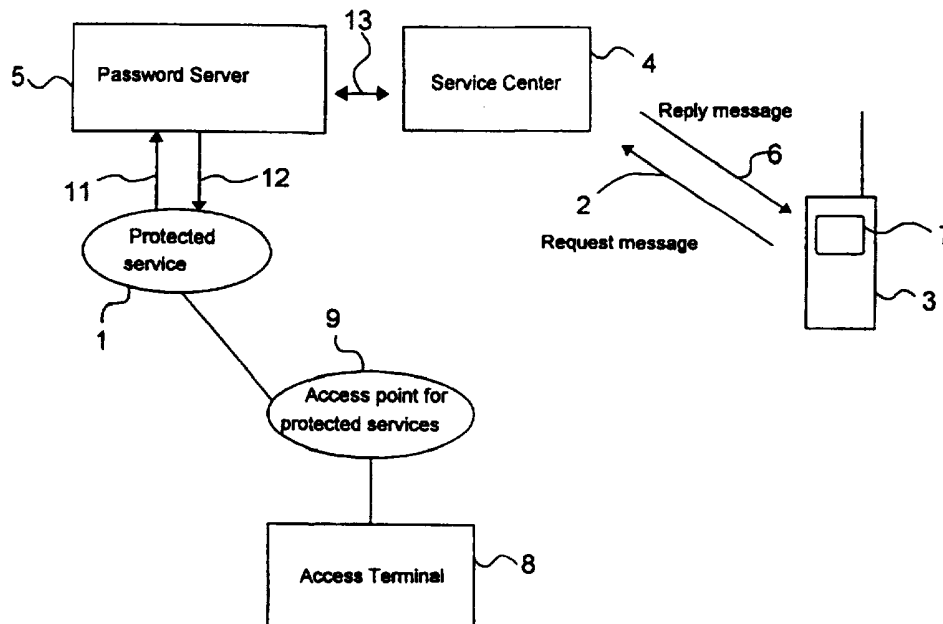 13
5
Password Server
Service Center
4
Reply message
6
11
12
2
Protected
service
Request message
7
3
1
9
Access point for
protected services
Access Terminal
8